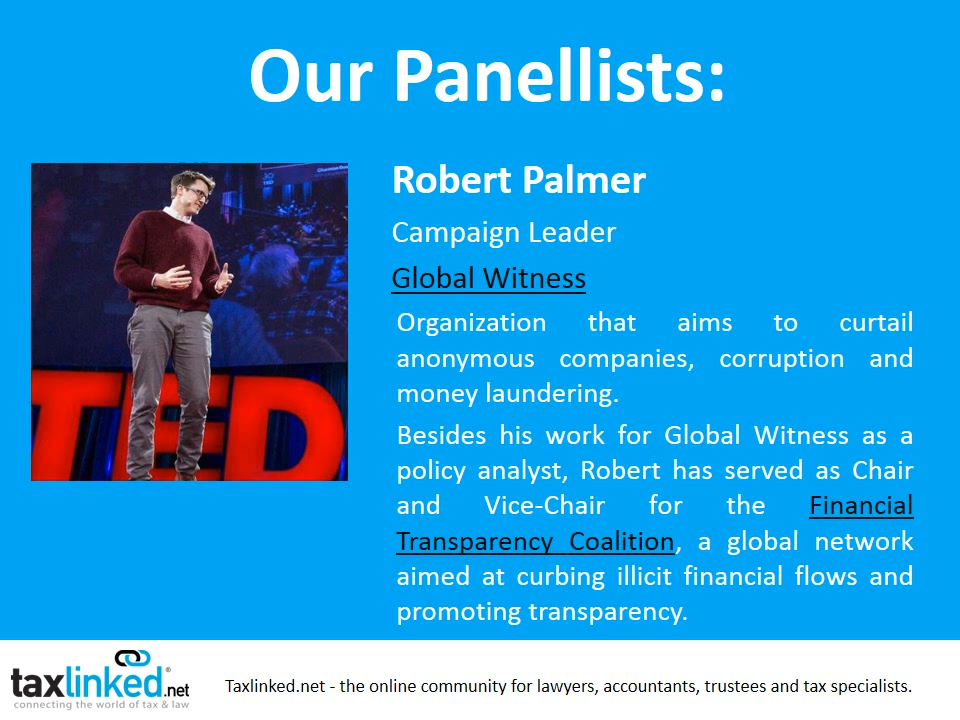 Our Panellists:
Robert Palmer
Campaign Leader
Global Witness
Organization that aims to curtail
anonymous companies, corruption and
money laundering.
Besides his work for Global Witness as a
policy analyst, Robert has served as Chair
and Vice-Chair for the Financial
Transparency Coalition, a global network
aimed at curbing illicit financial flows and
promoting transparency.
TED
taxlinked.net®
connecting the world of tax & law
Taxlinked.net - the online community for lawyers, accountants, trustees and tax specialists.